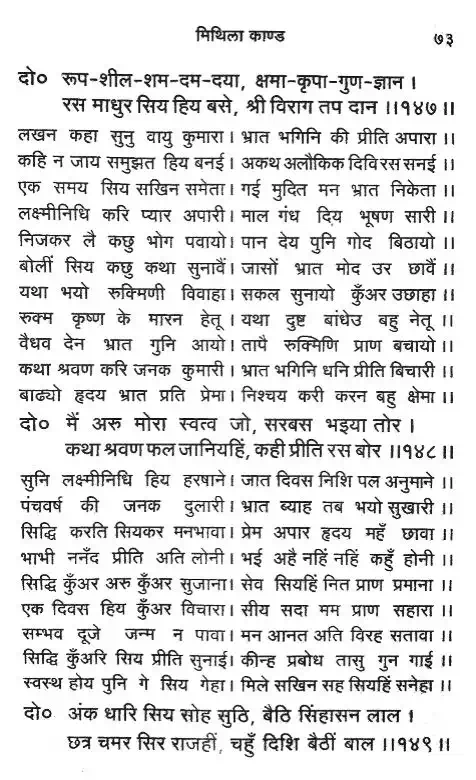 मिथिला काण्ड ७३
दो० रूप-शील-शम-दम-दया, क्षमा-कृपा-गुण-ज्ञान ।
रस माधुर सिय हिय बसे, श्री विराग तप दान ।।१४७।।
लखन कहा सुनु वायु कुमारा। भ्रात भगिनि की प्रीति अपारा ।।
कहि न जाय समुझत हिय बनई। अकथ अलौकिक दिवि रस सनई ।।
एक समय सिय सखिन समेता। गई मुदित मन भ्रात निकेता ।।
लक्ष्मीनिधि करि प्यार अपारी। माल गंध दिय भूषण सारी ।।
निजकर लै कछु भोग पवायो। पान देय पुनि गोद बिठायो ।।
बोलीं सिय कछु कथा सुनावैं। जासों भ्रात मोद उर छावैं ।।
यथा भयो रुक्मिणी विवाहा। सकल सुनायो कुँअर उछाहा ।।
रुक्म कृष्ण के मारन हेतू। यथा दुष्ट बांधेउ बहु नेतू ।।
वैधव देन भ्रात गुनि आयो। तापै रुक्मिणि प्राण बचायो ।।
कथा श्रवण करि जनक कुमारी। भ्रात भगिनि धनि प्रीति बिचारी ।।
बाढ्यो हृदय भ्रात प्रति प्रेमा। निश्चय करी करन बहु क्षेमा ।।
दो० मैं अरु मोरा स्वत्व जो, सरबस भइया तोर ।
कथा श्रवण फल जानियहिं, कही प्रीति रस बोर ।।१४८।।
सुनि लक्ष्मीनिधि हिय हरषाने। जात दिवस निशि पल अनुमाने ।।
पंचवर्ष की जनक दुलारी। भ्रात ब्याह तब भयो सुखारी ।।
सिद्धि करति सियकर मनभावा। प्रेम अपार हृदय महँ छावा ।।
भाभी ननँद प्रीति अति लोनी। भई अहै नहिं नहिं कहुँ होनी ।।
सिद्धि कुँअर अरु कुँअर सुजाना। सेव सियहिं नित प्राण प्रमाना ।।
एक दिवस हिय कुँअर विचारा। सीय सदा मम प्राण सहारा ।।
सम्भव दूजे जन्म न पावा। मन आनत अति विरह सतावा ।।
सिद्धि कुँअरि सिय प्रीति सुनाई। कीन्ह प्रबोध तासु गुन गाई ।।
स्वस्थ होय पुनि गे सिय गेहा। मिले सखिन सह सियहिं सनेहा ।।
दो० अंक धारि सिय सोह सुठि, बैठि सिंहासन लाल ।
छत्र चमर सिर राजहीं, चहुँ दिशि बैठीं बाल ।।१४९।।